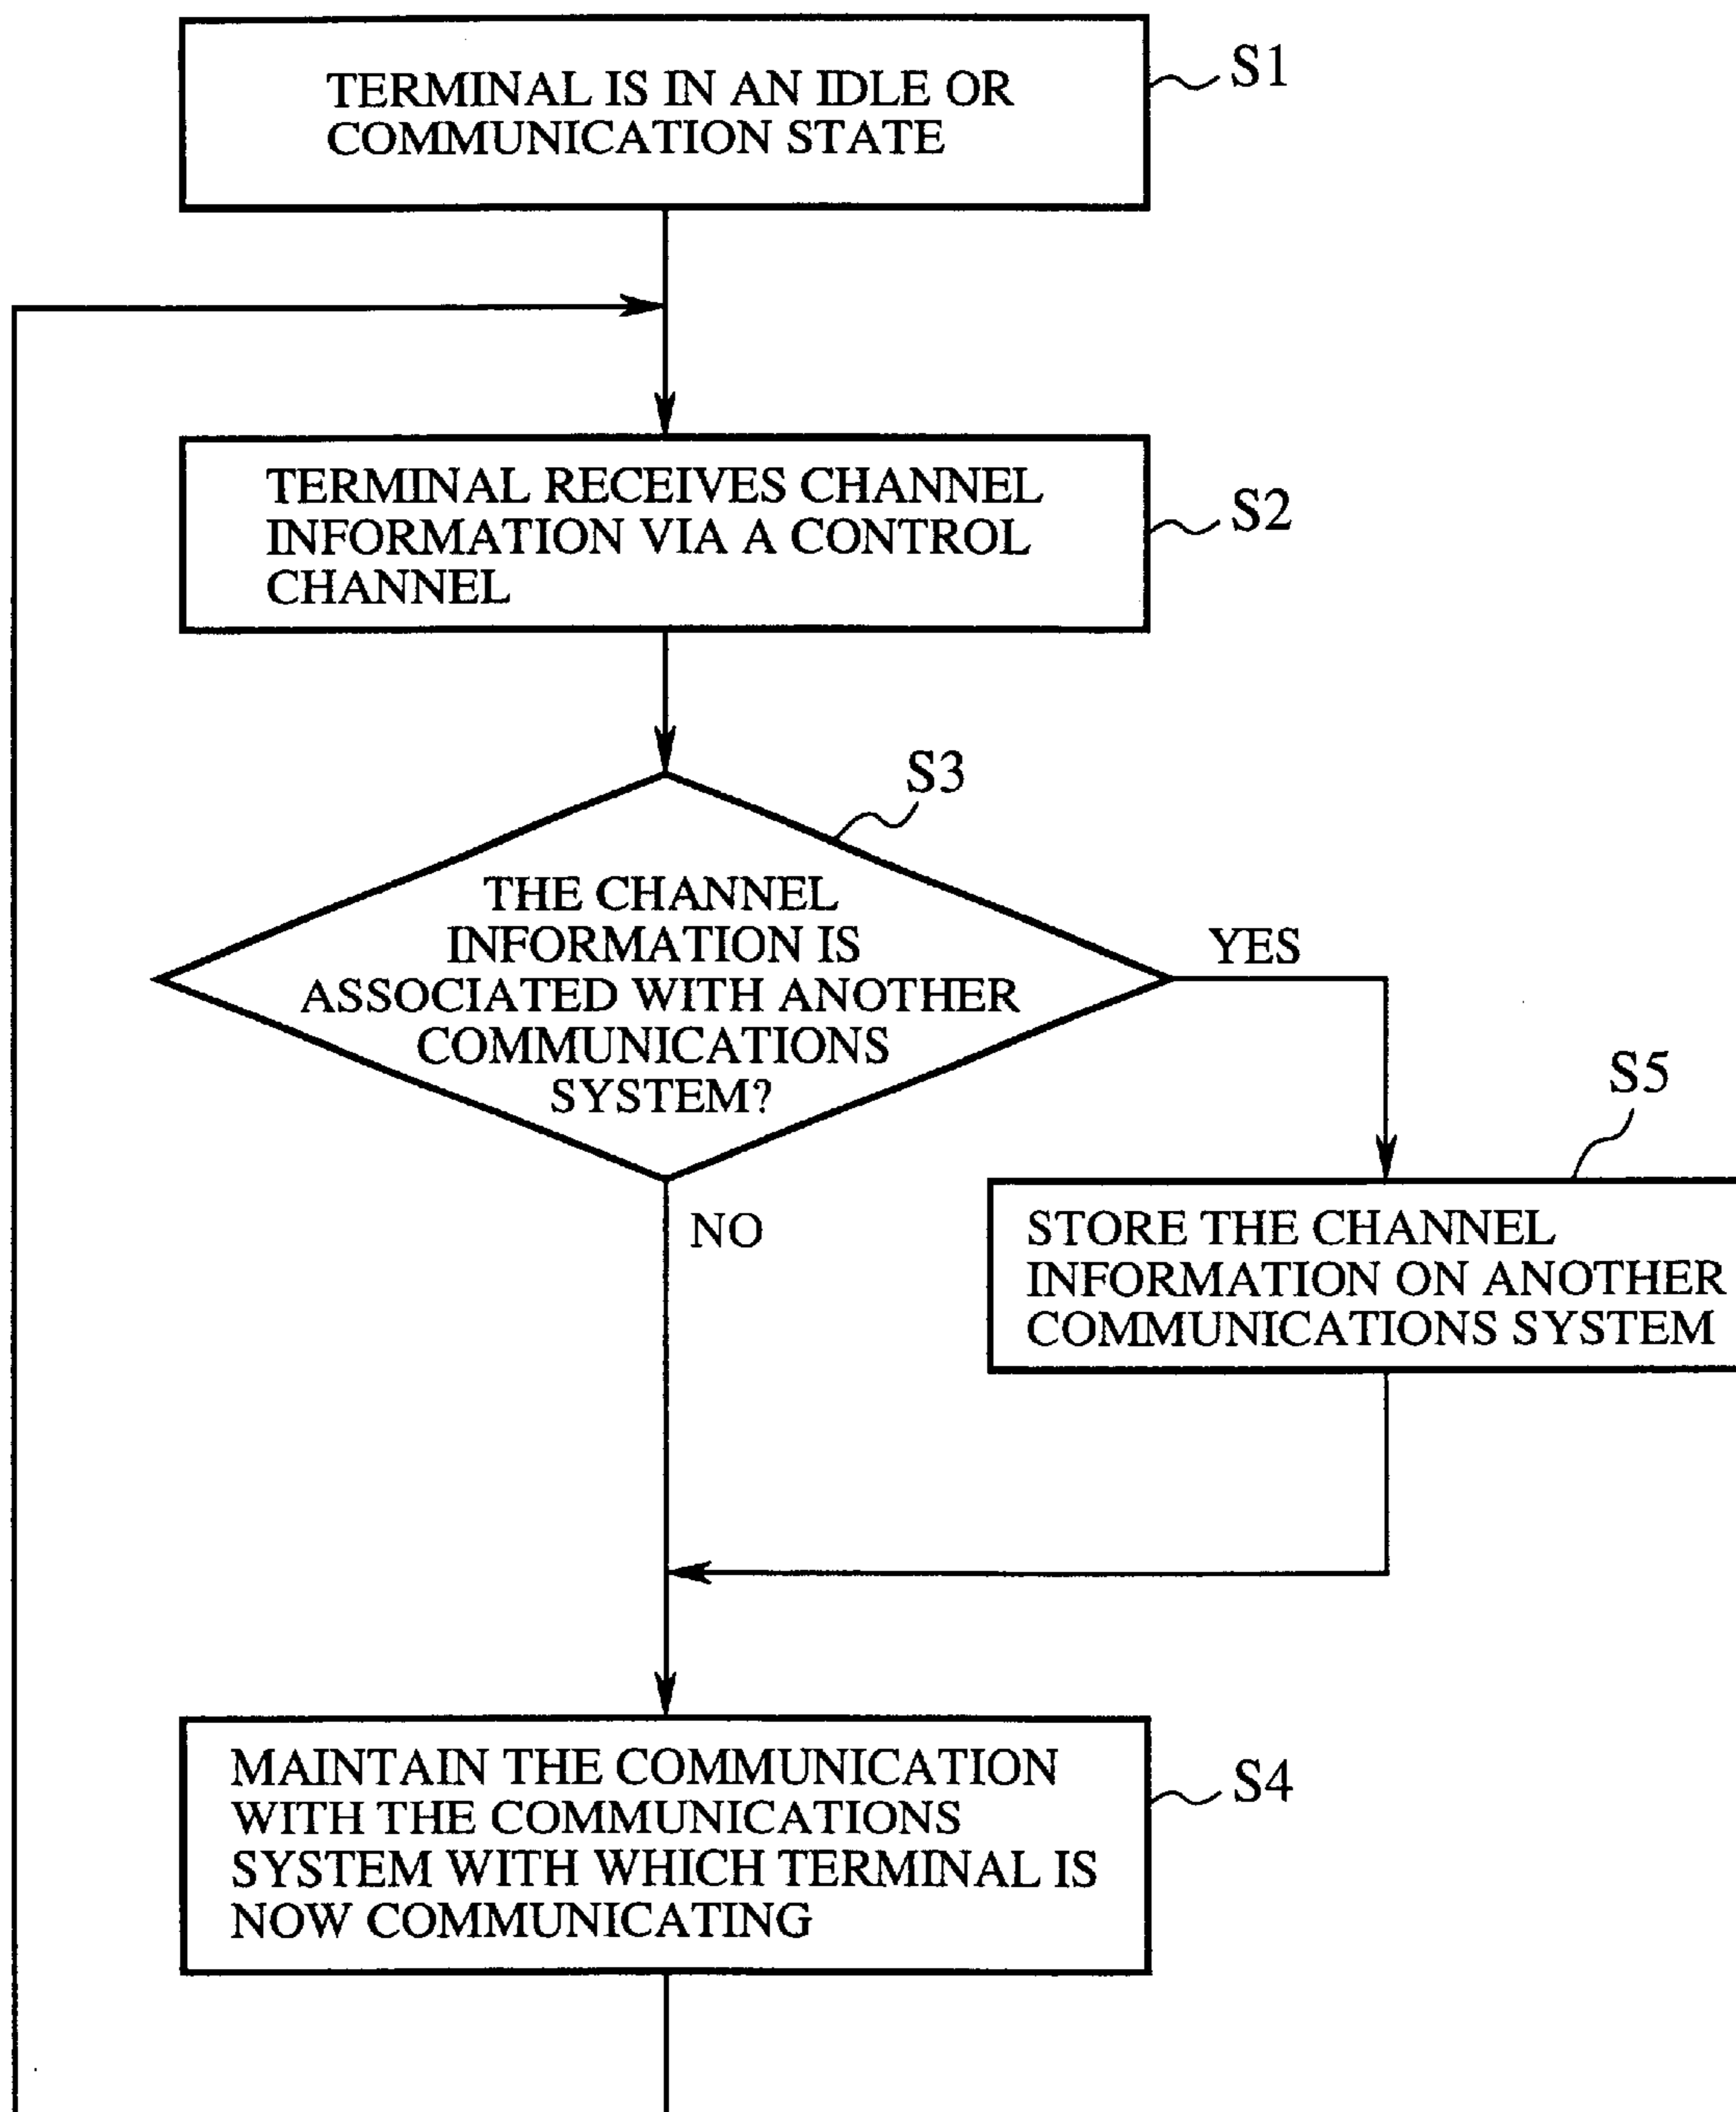 TERMINAL IS IN AN IDLE OR
COMMUNICATION STATE
S1
TERMINAL RECEIVES CHANNEL
INFORMATION VIA A CONTROL
CHANNEL
S2
S3
THE CHANNEL
INFORMATION IS
ASSOCIATED WITH ANOTHER
COMMUNICATIONS
SYSTEM?
YES
NO
S5
STORE THE CHANNEL
INFORMATION ON ANOTHER
COMMUNICATIONS SYSTEM
MAINTAIN THE COMMUNICATION
WITH THE COMMUNICATIONS
SYSTEM WITH WHICH TERMINAL IS
NOW COMMUNICATING
S4